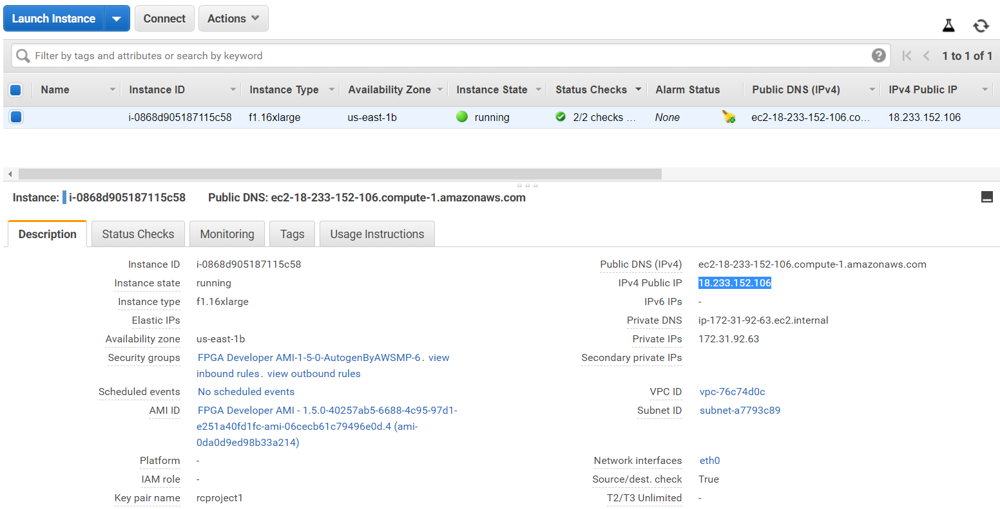 Launch Instance Connect Actions
Filter by tags and attributes or search by keyword ? 1 to 1 of 1
Name Instance ID Instance Type Availability Zone Instance State Status Checks Alarm Status Public DNS (IPv4) IPv4 Public IP
i-0868d905187115c58 f1.16xlarge us-east-1b running 2/2 checks ... None ec2-18-233-152-106.co... 18.233.152.106
Instance: i-0868d905187115c58 Public DNS: ec2-18-233-152-106.compute-1.amazonaws.com
Description Status Checks Monitoring Tags Usage Instructions
Instance ID i-0868d905187115c58 Public DNS (IPv4) ec2-18-233-152-106.compute-1.amazonaws.com
Instance state running IPv4 Public IP 18.233.152.106
Instance type f1.16xlarge IPv6 IPs -
Elastic IPs Private DNS ip-172-31-92-63.ec2.internal
Availability zone us-east-1b Private IPs 172.31.92.63
Security groups FPGA Developer AMI-1-5-0-AutogenByAWSMP-6. view Secondary private IPs
inbound rules. view outbound rules
Scheduled events No scheduled events VPC ID vpc-76c74d0c
AMI ID FPGA Developer AMI - 1.5.0-40257ab5-6688-4c95-97d1- Subnet ID subnet-a7793c89
e251a40fd1fc-ami-06cecb61c79496e0d.4 (ami-
0da0d9ed98b33a214)
Platform - Network interfaces eth0
IAM role - Source/dest. check True
Key pair name rcproject1 T2/T3 Unlimited -